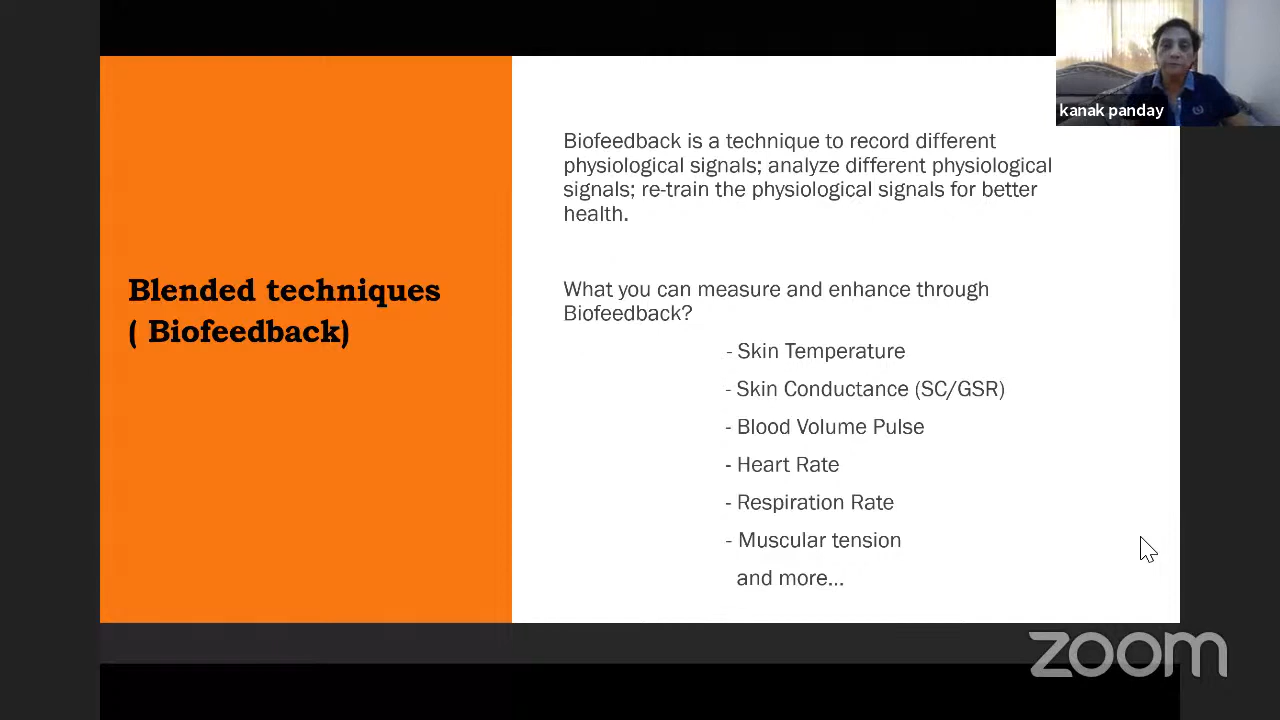 kanak panday
Biofeedback is a technique to record different
physiological signals; analyze different physiological
signals; re-train the physiological signals for better
health.
Blended techniques
( Biofeedback)
What you can measure and enhance through
Biofeedback?
- Skin Temperature
- Skin Conductance (SC/GSR)
- Blood Volume Pulse
- Heart Rate
- Respiration Rate
- Muscular tension
and more...
zoom